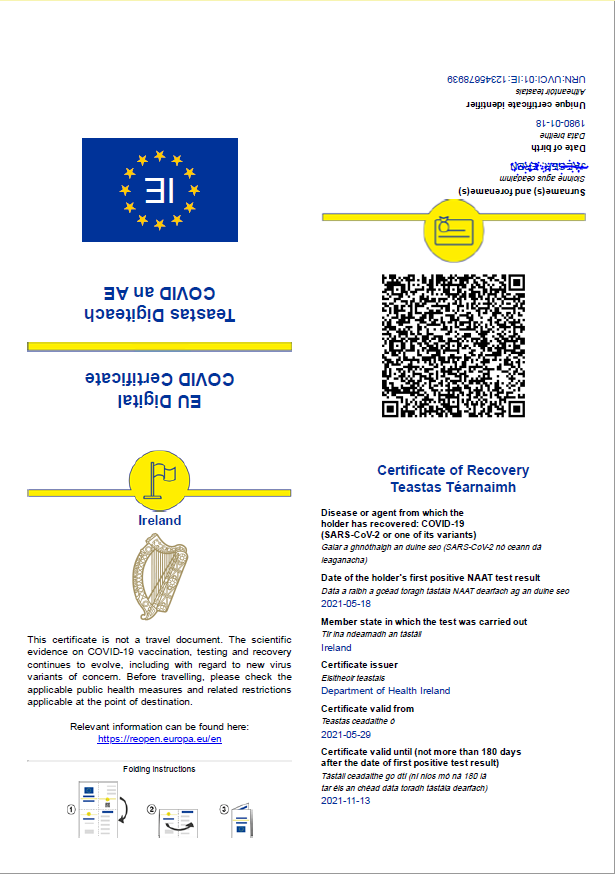 EU Digital
COVID Certificate
Teastas Digiteach
COVID an AE
IE
Surname(s) and forename(s)
Sloinne agus céadainm
Date of birth
Dáta breithe
1980-01-18
Unique certificate identifier
Aitheantóir teastais
URN:UVCI:01:IE:12345678939
Ireland
This certificate is not a travel document. The scientific
evidence on COVID-19 vaccination, testing and recovery
continues to evolve, including with regard to new virus
variants of concern. Before travelling, please check the
applicable public health measures and related restrictions
applicable at the point of destination.
Relevant information can be found here:
https://reopen.europa.eu/en
Folding instructions
1
2
3
Certificate of Recovery
Teastas Téarnaimh
Disease or agent from which the
holder has recovered: COVID-19
(SARS-CoV-2 or one of its variants)
Galar a ghnóthaigh an duine seo (SARS-CoV-2 nó ceann dá
leaganacha)
Date of the holder's first positive NAAT test result
Dáta a raibh a gcéad toragh tástála NAAT dearfach ag an duine seo
2021-05-18
Member state in which the test was carried out
Tír ina ndearnadh an tástáil
Ireland
Certificate issuer
Eisitheoir teastais
Department of Health Ireland
Certificate valid from
Teastas ceadaithe ó
2021-05-29
Certificate valid until (not more than 180 days
after the date of first positive test result)
Tástáil ceadaithe go dtí (ní níos mó ná 180 lá
tar éis an chéad dáta toradh tástála dearfach)
2021-11-13